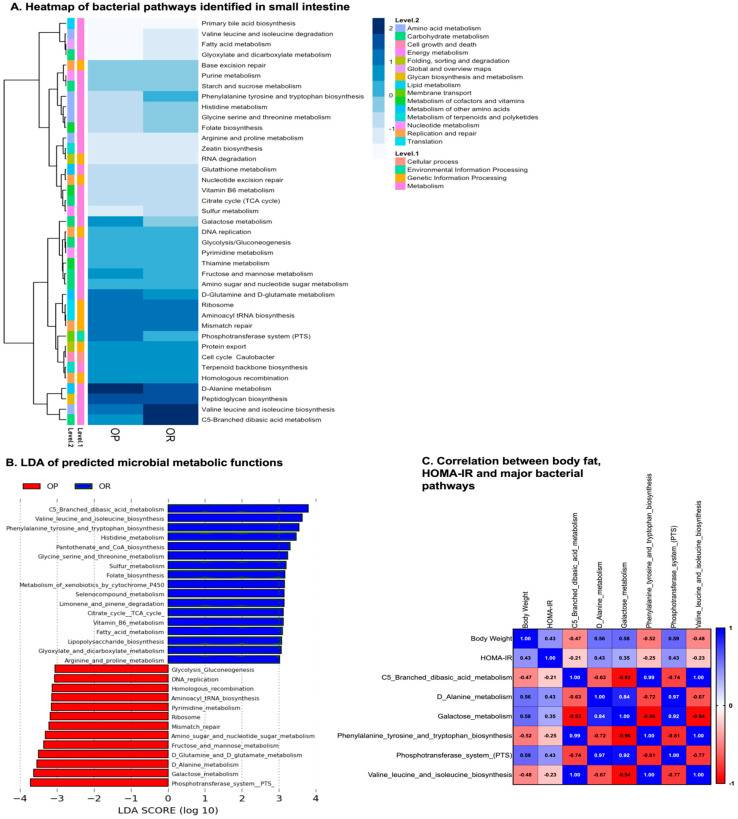 A. Heatmap of bacterial pathways identified in small intestine
Primary bile acid biosynthesis
Valine leucine and isoleucine degradation
Fatty acid metabolism
Glyoxylate and dicarboxylate metabolism
Base excision repair
Purine metabolism
Starch and sucrose metabolism
Phenylalanine tyrosine and tryptophan biosynthesis
Histidine metabolism
Glycine serine and threonine metabolism
Folate biosynthesis
Arginine and proline metabolism
Zeatin biosynthesis
RNA degradation
Glutathione metabolism
Nucleotide excision repair
Vitamin B6 metabolism
Citrate cycle (TCA cycle)
Sulfur metabolism
Galactose metabolism
DNA replication
Glycolysis/Gluconeogenesis
Pyrimidine metabolism
Thiamine metabolism
Fructose and mannose metabolism
Amino sugar and nucleotide sugar metabolism
D-Glutamine and D-glutamate metabolism
Ribosome
Aminoacyl tRNA biosynthesis
Mismatch repair
Phosphotransferase system (PTS)
Protein export
Cell cycle Caulobacter
Terpenoid backbone biosynthesis
Homologous recombination
D-Alanine metabolism
Peptidoglycan biosynthesis
Valine leucine and isoleucine biosynthesis
C5-Branched dibasic acid metabolism
Level.2
Level.1
OP
OR
2
1
0
-1
Level.2
Amino acid metabolism
Carbohydrate metabolism
Cell growth and death
Energy metabolism
Folding, sorting and degradation
Global and overview maps
Glycan biosynthesis and metabolism
Lipid metabolism
Membrane transport
Metabolism of cofactors and vitamins
Metabolism of other amino acids
Metabolism of terpenoids and polyketides
Nucleotide metabolism
Replication and repair
Translation
Level.1
Cellular process
Environmental Information Processing
Genetic Information Processing
Metabolism
B. LDA of predicted microbial metabolic functions
OP
OR
C5_Branched_dibasic_acid_metabolism
Valine_leucine_and_isoleucine_biosynthesis
Phenylalanine_tyrosine_and_tryptophan_biosynthesis
Histidine_metabolism
Pantothenate_and_CoA_biosynthesis
Glycine_serine_and_threonine_metabolism
Sulfur_metabolism
Folate_biosynthesis
Metabolism_of_xenobiotics_by_cytochrome_P450
Selenocompound_metabolism
Limonene_and_pinene_degradation
Citrate_cycle__TCA_cycle_
Vitamin_B6_metabolism
Fatty_acid_metabolism
Lipopolysaccharide_biosynthesis
Glyoxylate_and_dicarboxylate_metabolism
Arginine_and_proline_metabolism
Glycolysis_Gluconeogenesis
DNA_replication
Homologous_recombination
Aminoacyl_tRNA_biosynthesis
Pyrimidine_metabolism
Ribosome
Mismatch_repair
Amino_sugar_and_nucleotide_sugar_metabolism
Fructose_and_mannose_metabolism
D_Glutamine_and_D_glutamate_metabolism
D_Alanine_metabolism
Galactose_metabolism
Phosphotransferase_system__PTS_
−4 −3 −2 −1 0 1 2 3 4
LDA SCORE (log 10)
C. Correlation between body fat,
HOMA-IR and major bacterial
pathways
Body Weight
HOMA-IR
C5_Branched_dibasic_acid_metabolism
D_Alanine_metabolism
Galactose_metabolism
Phenylalanine_tyrosine_and_tryptophan_biosynthesis
Phosphotransferase_system_(PTS)
Valine_leucine_and_isoleucine_biosynthesis
Body Weight 1.00 0.43 -0.47 0.56 0.58 -0.52 0.59 -0.48
HOMA-IR 0.43 1.00 -0.21 0.43 0.35 -0.25 0.43 -0.23
C5_Branched_dibasic_acid_metabolism -0.47 -0.21 1.00 -0.63 0.99 -0.74 1.00
D_Alanine_metabolism 0.56 0.43 -0.63 1.00 0.84 -0.72 0.97 -0.67
Galactose_metabolism 0.58 0.35 0.84 1.00 0.92
Phenylalanine_tyrosine_and_tryptophan_biosynthesis -0.52 -0.25 0.99 -0.72 1.00 -0.81 1.00
Phosphotransferase_system_(PTS) 0.59 0.43 -0.74 0.97 0.92 -0.81 1.00 -0.77
Valine_leucine_and_isoleucine_biosynthesis -0.48 -0.23 1.00 -0.67 1.00 -0.77 1.00
1
0
-1